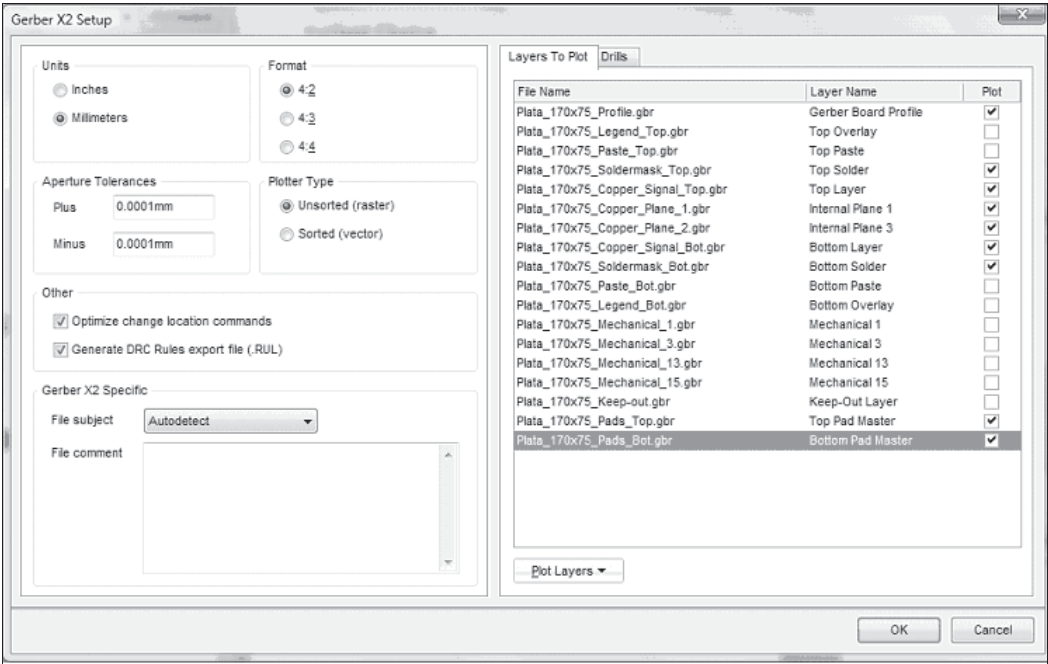 Gerber X2 Setup
Units
Inches
Millimeters
Format
4:2
4:3
4:4
Aperture Tolerances
Plus 0.0001mm
Minus 0.0001mm
Plotter Type
Unsorted (raster)
Sorted (vector)
Other
Optimize change location commands
Generate DRC Rules export file (.RUL)
Gerber X2 Specific
File subject Autodetect
File comment
Layers To Plot Drills
File Name Layer Name Plot
Plata_170x75_Profile.gbr Gerber Board Profile
Plata_170x75_Legend_Top.gbr Top Overlay
Plata_170x75_Paste_Top.gbr Top Paste
Plata_170x75_Soldermask_Top.gbr Top Solder
Plata_170x75_Copper_Signal_Top.gbr Top Layer
Plata_170x75_Copper_Plane_1.gbr Internal Plane 1
Plata_170x75_Copper_Plane_2.gbr Internal Plane 3
Plata_170x75_Copper_Signal_Bot.gbr Bottom Layer
Plata_170x75_Soldermask_Bot.gbr Bottom Solder
Plata_170x75_Paste_Bot.gbr Bottom Paste
Plata_170x75_Legend_Bot.gbr Bottom Overlay
Plata_170x75_Mechanical_1.gbr Mechanical 1
Plata_170x75_Mechanical_3.gbr Mechanical 3
Plata_170x75_Mechanical_13.gbr Mechanical 13
Plata_170x75_Mechanical_15.gbr Mechanical 15
Plata_170x75_Keep-out.gbr Keep-Out Layer
Plata_170x75_Pads_Top.gbr Top Pad Master
Plata_170x75_Pads_Bot.gbr Bottom Pad Master
Plot Layers
OK Cancel